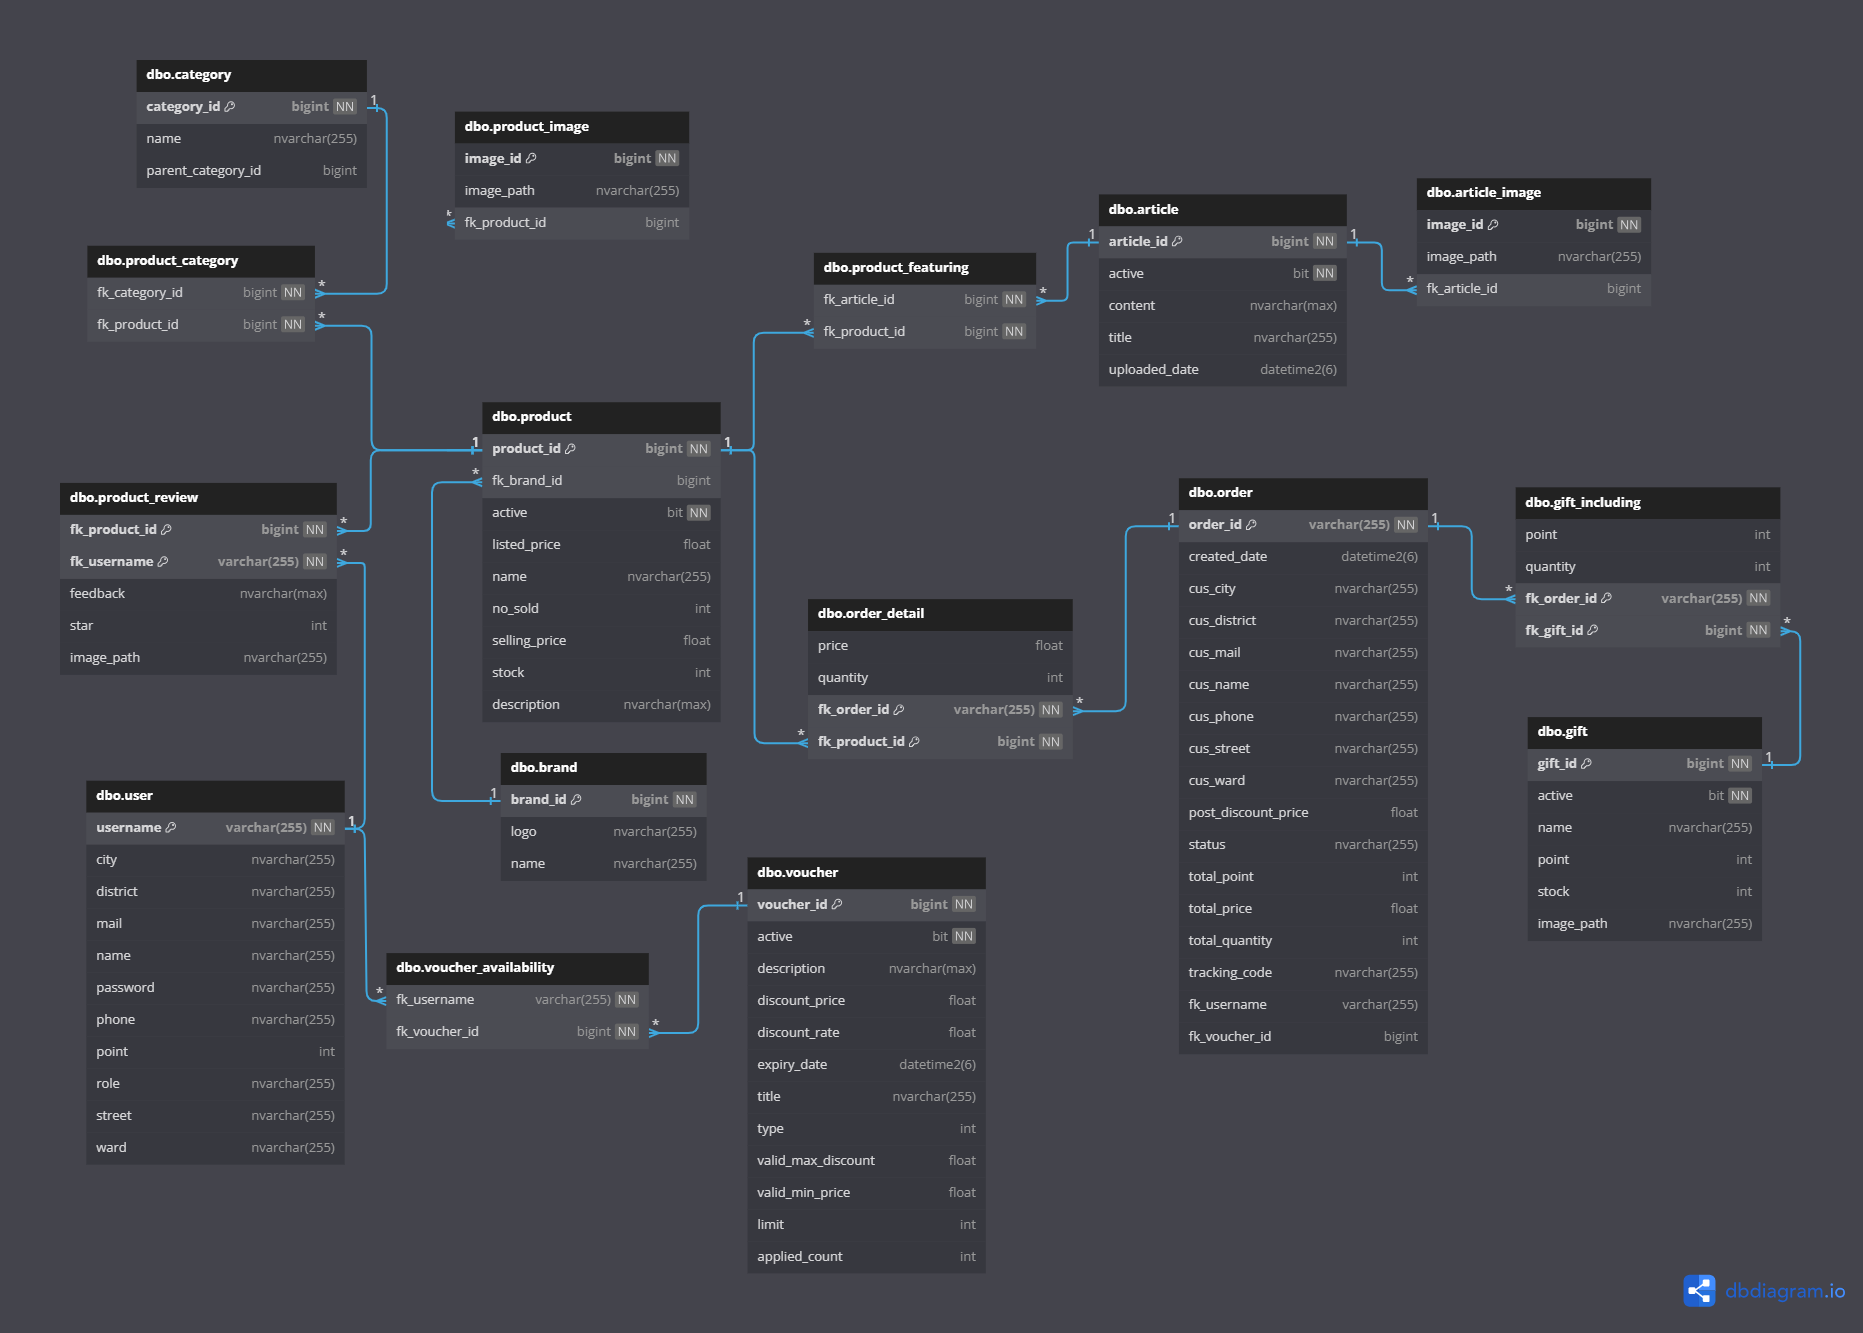 dbo.category
category_id bigint NN 1
name nvarchar(255)
parent_category_id bigint
dbo.product_image
image_id bigint NN
image_path nvarchar(255)
* fk_product_id bigint
dbo.product_category
fk_category_id bigint NN *
fk_product_id bigint NN *
dbo.product_featuring
fk_article_id bigint NN *
* fk_product_id bigint NN
dbo.article
1 article_id bigint NN 1
active bit NN
content nvarchar(max)
title nvarchar(255)
uploaded_date datetime2(6)
dbo.article_image
image_id bigint NN
image_path nvarchar(255)
* fk_article_id bigint
dbo.product
1 product_id bigint NN 1
* fk_brand_id bigint
active bit NN
listed_price float
name nvarchar(255)
no_sold int
selling_price float
stock int
description nvarchar(max)
dbo.product_review
fk_product_id bigint NN *
fk_username varchar(255) NN *
feedback nvarchar(max)
star int
image_path nvarchar(255)
dbo.order_detail
price float
quantity int
fk_order_id varchar(255) NN *
* fk_product_id bigint NN
dbo.order
1 order_id varchar(255) NN 1
created_date datetime2(6)
cus_city nvarchar(255)
cus_district nvarchar(255)
cus_mail nvarchar(255)
cus_name nvarchar(255)
cus_phone nvarchar(255)
cus_street nvarchar(255)
cus_ward nvarchar(255)
post_discount_price float
status nvarchar(255)
total_point int
total_price float
total_quantity int
tracking_code nvarchar(255)
fk_username varchar(255)
fk_voucher_id bigint
dbo.gift_including
point int
quantity int
* fk_order_id varchar(255) NN
fk_gift_id bigint NN *
dbo.gift
gift_id bigint NN 1
active bit NN
name nvarchar(255)
point int
stock int
image_path nvarchar(255)
dbo.brand
1 brand_id bigint NN
logo nvarchar(255)
name nvarchar(255)
dbo.user
username varchar(255) NN 1
city nvarchar(255)
district nvarchar(255)
mail nvarchar(255)
name nvarchar(255)
password nvarchar(255)
phone nvarchar(255)
point int
role nvarchar(255)
street nvarchar(255)
ward nvarchar(255)
dbo.voucher_availability
* fk_username varchar(255) NN
fk_voucher_id bigint NN *
dbo.voucher
1 voucher_id bigint NN
active bit NN
description nvarchar(max)
discount_price float
discount_rate float
expiry_date datetime2(6)
title nvarchar(255)
type int
valid_max_discount float
valid_min_price float
limit int
applied_count int
dbdiagram.io